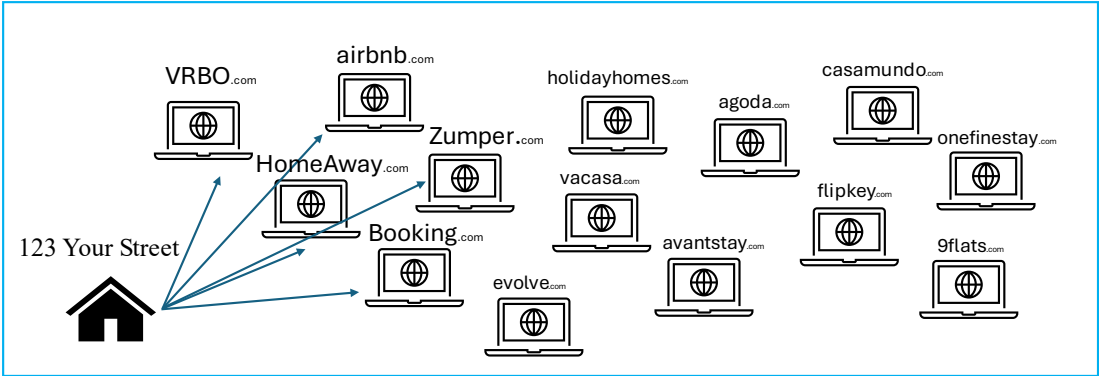 VRBO.com
airbnb.com
holidayhomes.com
casamundo.com
agoda.com
Zumper.com
onefinestay.com
HomeAway.com
vacasa.com
flipkey.com
123 Your Street
Booking.com
avantstay.com
9flats.com
evolve.com